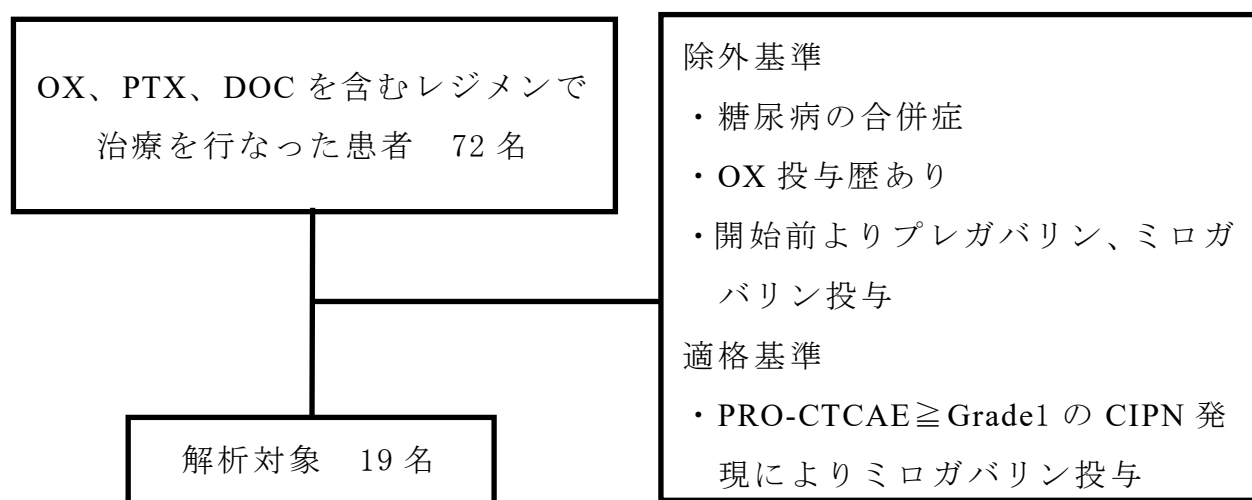 OX、PTX、DOC を含むレジメンで
治療を行なった患者　72 名
除外基準
・糖尿病の合併症
・OX 投与歴あり
・開始前よりプレガバリン、ミロガ
バリン投与
適格基準
・PRO-CTCAE≧Grade1 の CIPN 発
現によりミロガバリン投与
解析対象　19 名